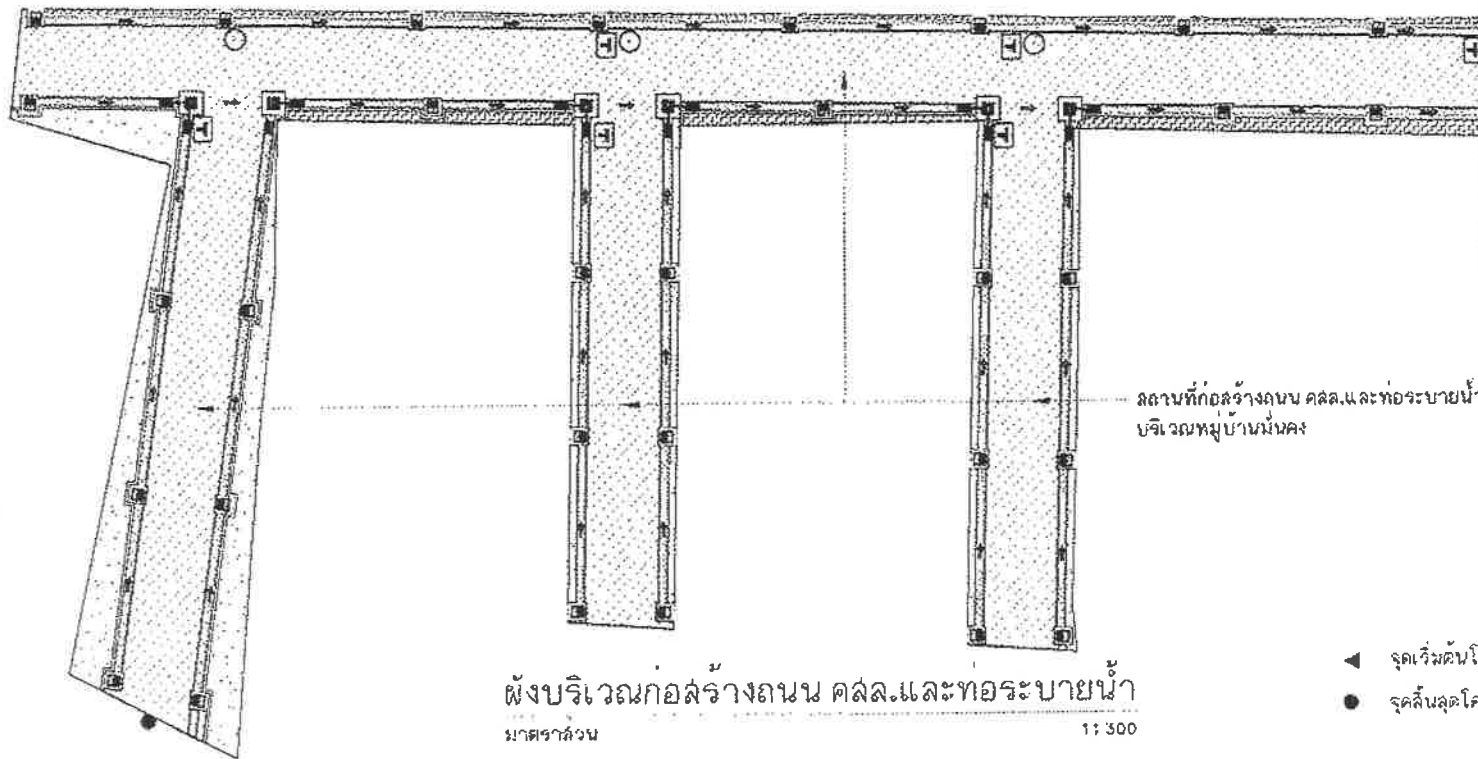 สถานที่ก่อสร้างถนน คสล.และท่อระบายน้ำ
บริเวณหมู่บ้านมั่นคง
ผังบริเวณก่อสร้างถนน คสล.และท่อระบายน้ำ
มาตราส่วน 1:300
จุดเริ่มต้นโ
จุดสิ้นสุดโค
T
T
T
T
T
T